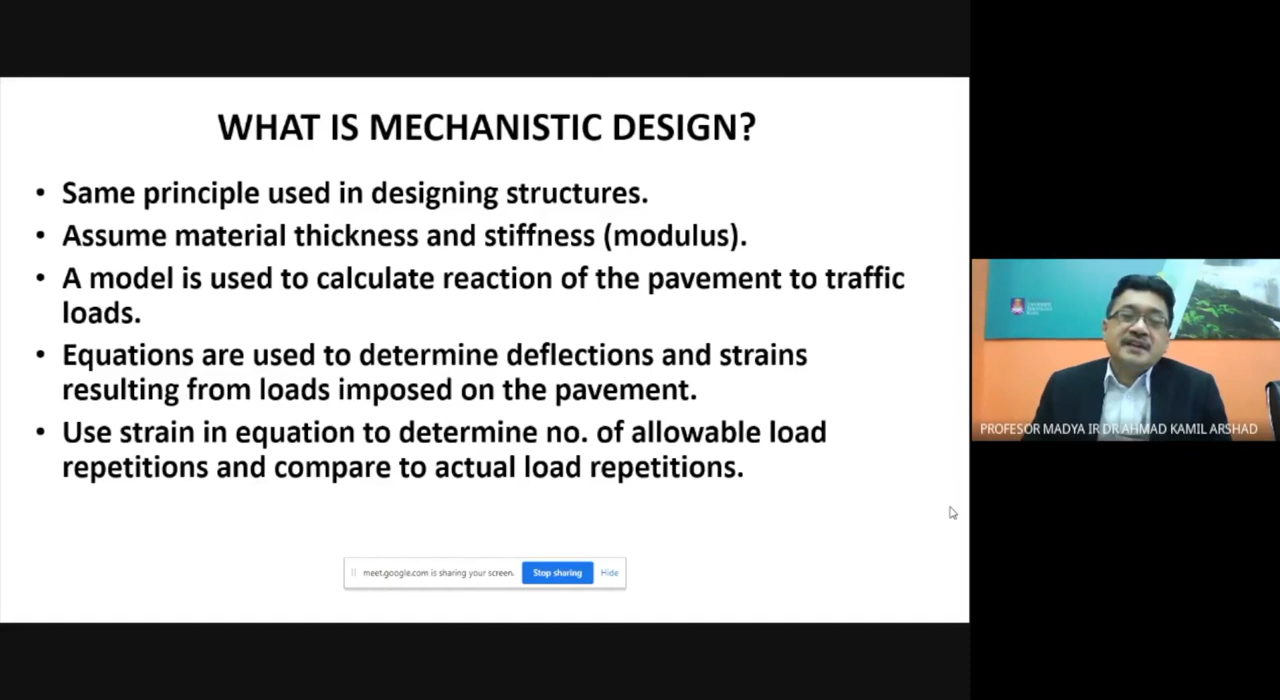 WHAT IS MECHANISTIC DESIGN?
• Same principle used in designing structures.
• Assume material thickness and stiffness (modulus).
• A model is used to calculate reaction of the pavement to traffic
loads.
• Equations are used to determine deflections and strains
resulting from loads imposed on the pavement.
• Use strain in equation to determine no. of allowable load
repetitions and compare to actual load repetitions.
meet.google.com is sharing your screen. Stop sharing Hide
PROFESOR MADYA IR DR AHMAD KAMIL ARSHAD